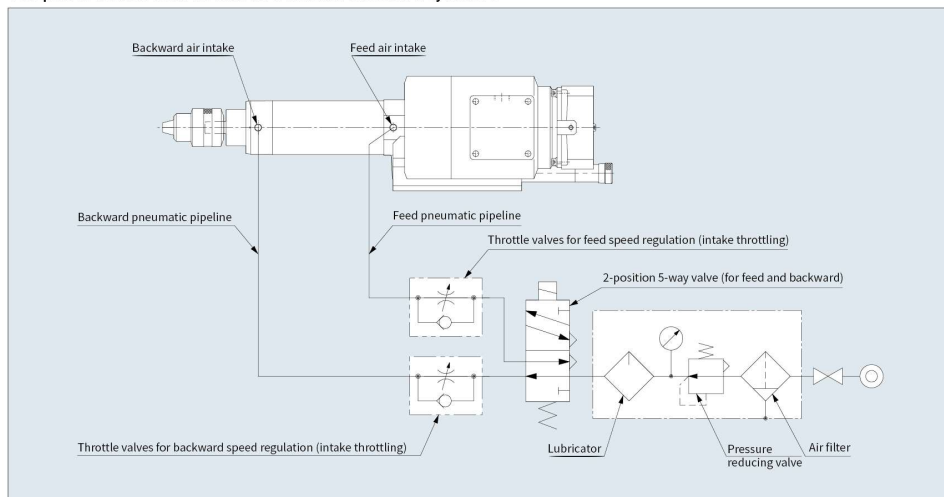 Backward air intake
Feed air intake
Backward pneumatic pipeline
Feed pneumatic pipeline
Throttle valves for feed speed regulation (intake throttling)
2-position 5-way valve (for feed and backward)
Throttle valves for backward speed regulation (intake throttling)
Lubricator
Pressure
reducing valve
Air filter